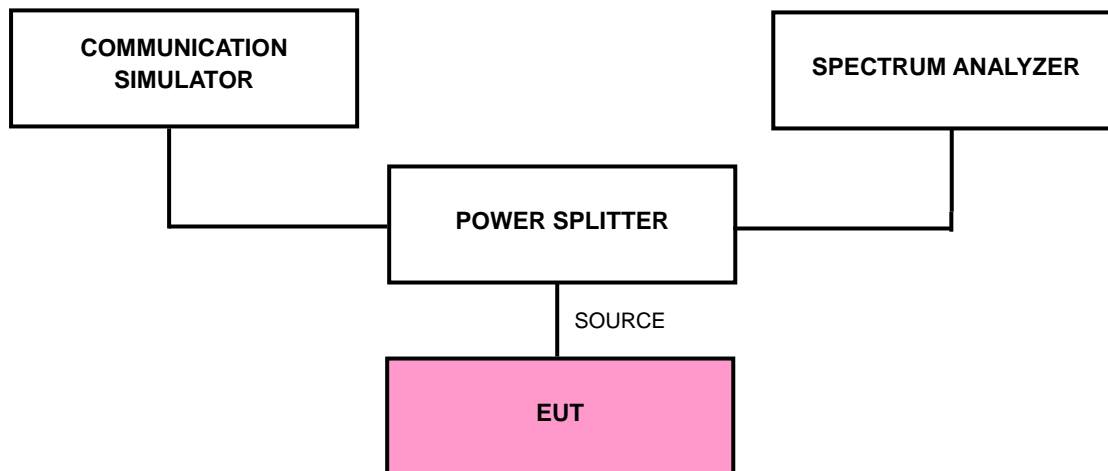 COMMUNICATION
SIMULATOR
SPECTRUM ANALYZER
POWER SPLITTER
SOURCE
EUT